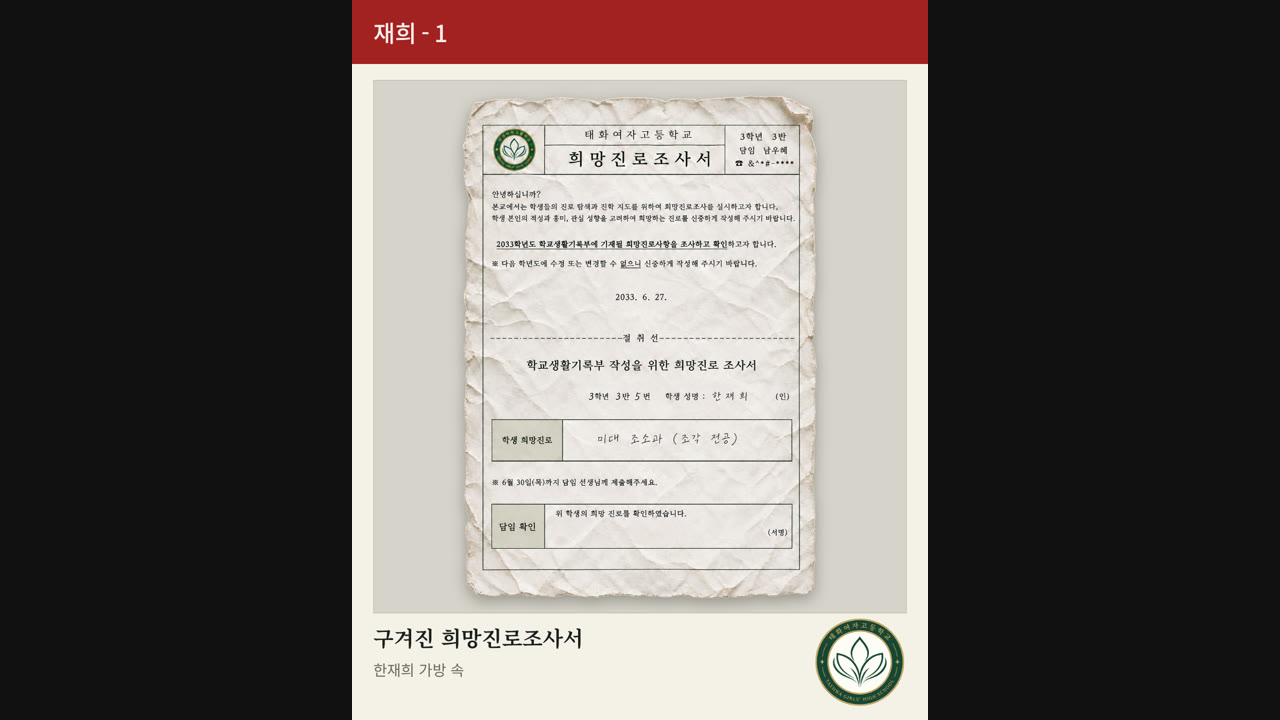 재희 - 1
태화여자고등학교
희망진로조사서
3학년 3반
담임 남우혜
☎ &^*#-****
안녕하십니까?
본교에서는 학생들의 진로 탐색과 진학 지도를 위하여 희망진로조사를 실시하고자 합니다.
학생 본인의 적성과 흥미, 관심 성향을 고려하여 희망하는 진로를 신중하게 작성해 주시기 바랍니다.
2033학년도 학교생활기록부에 기재될 희망진로사항을 조사하고 확인하고자 합니다.
※ 다음 학년도에 수정 또는 변경할 수 없으니 신중하게 작성해 주시기 바랍니다.
2033. 6. 27.
절 취 선
학교생활기록부 작성을 위한 희망진로 조사서
3학년 3반 5번 학생 성명 : 한재희 (인)
학생 희망진로
미대 조소과 (조각 전공)
※ 6월 30일(목)까지 담임 선생님께 제출해주세요.
담임 확인
위 학생의 희망 진로를 확인하였습니다.
(서명)
구겨진 희망진로조사서
한재희 가방 속
태화여자고등학교